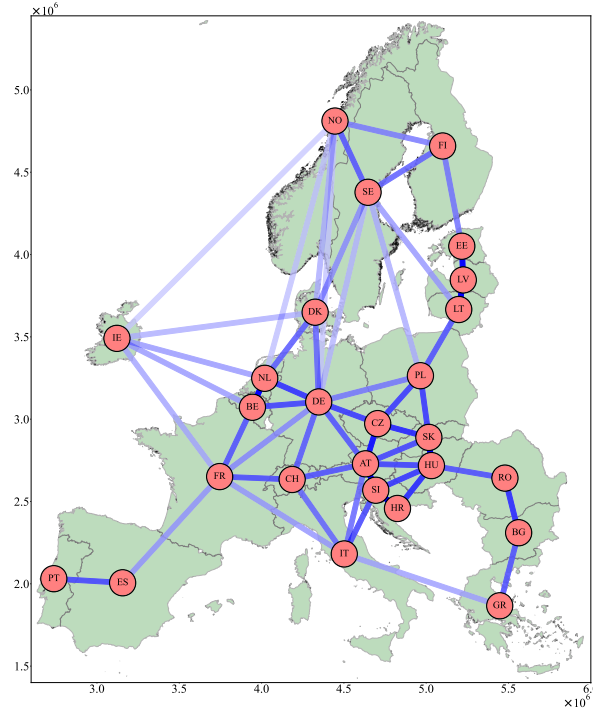 ×10⁶
5.0
4.5
4.0
3.5
3.0
2.5
2.0
1.5
NO
FI
SE
EE
LV
LT
DK
IE
NL
PL
BE
DE
CZ
SK
AT
HU
FR
CH
RO
SI
HR
BG
IT
PT
ES
GR
3.0 3.5 4.0 4.5 5.0 5.5 6.
×10⁶